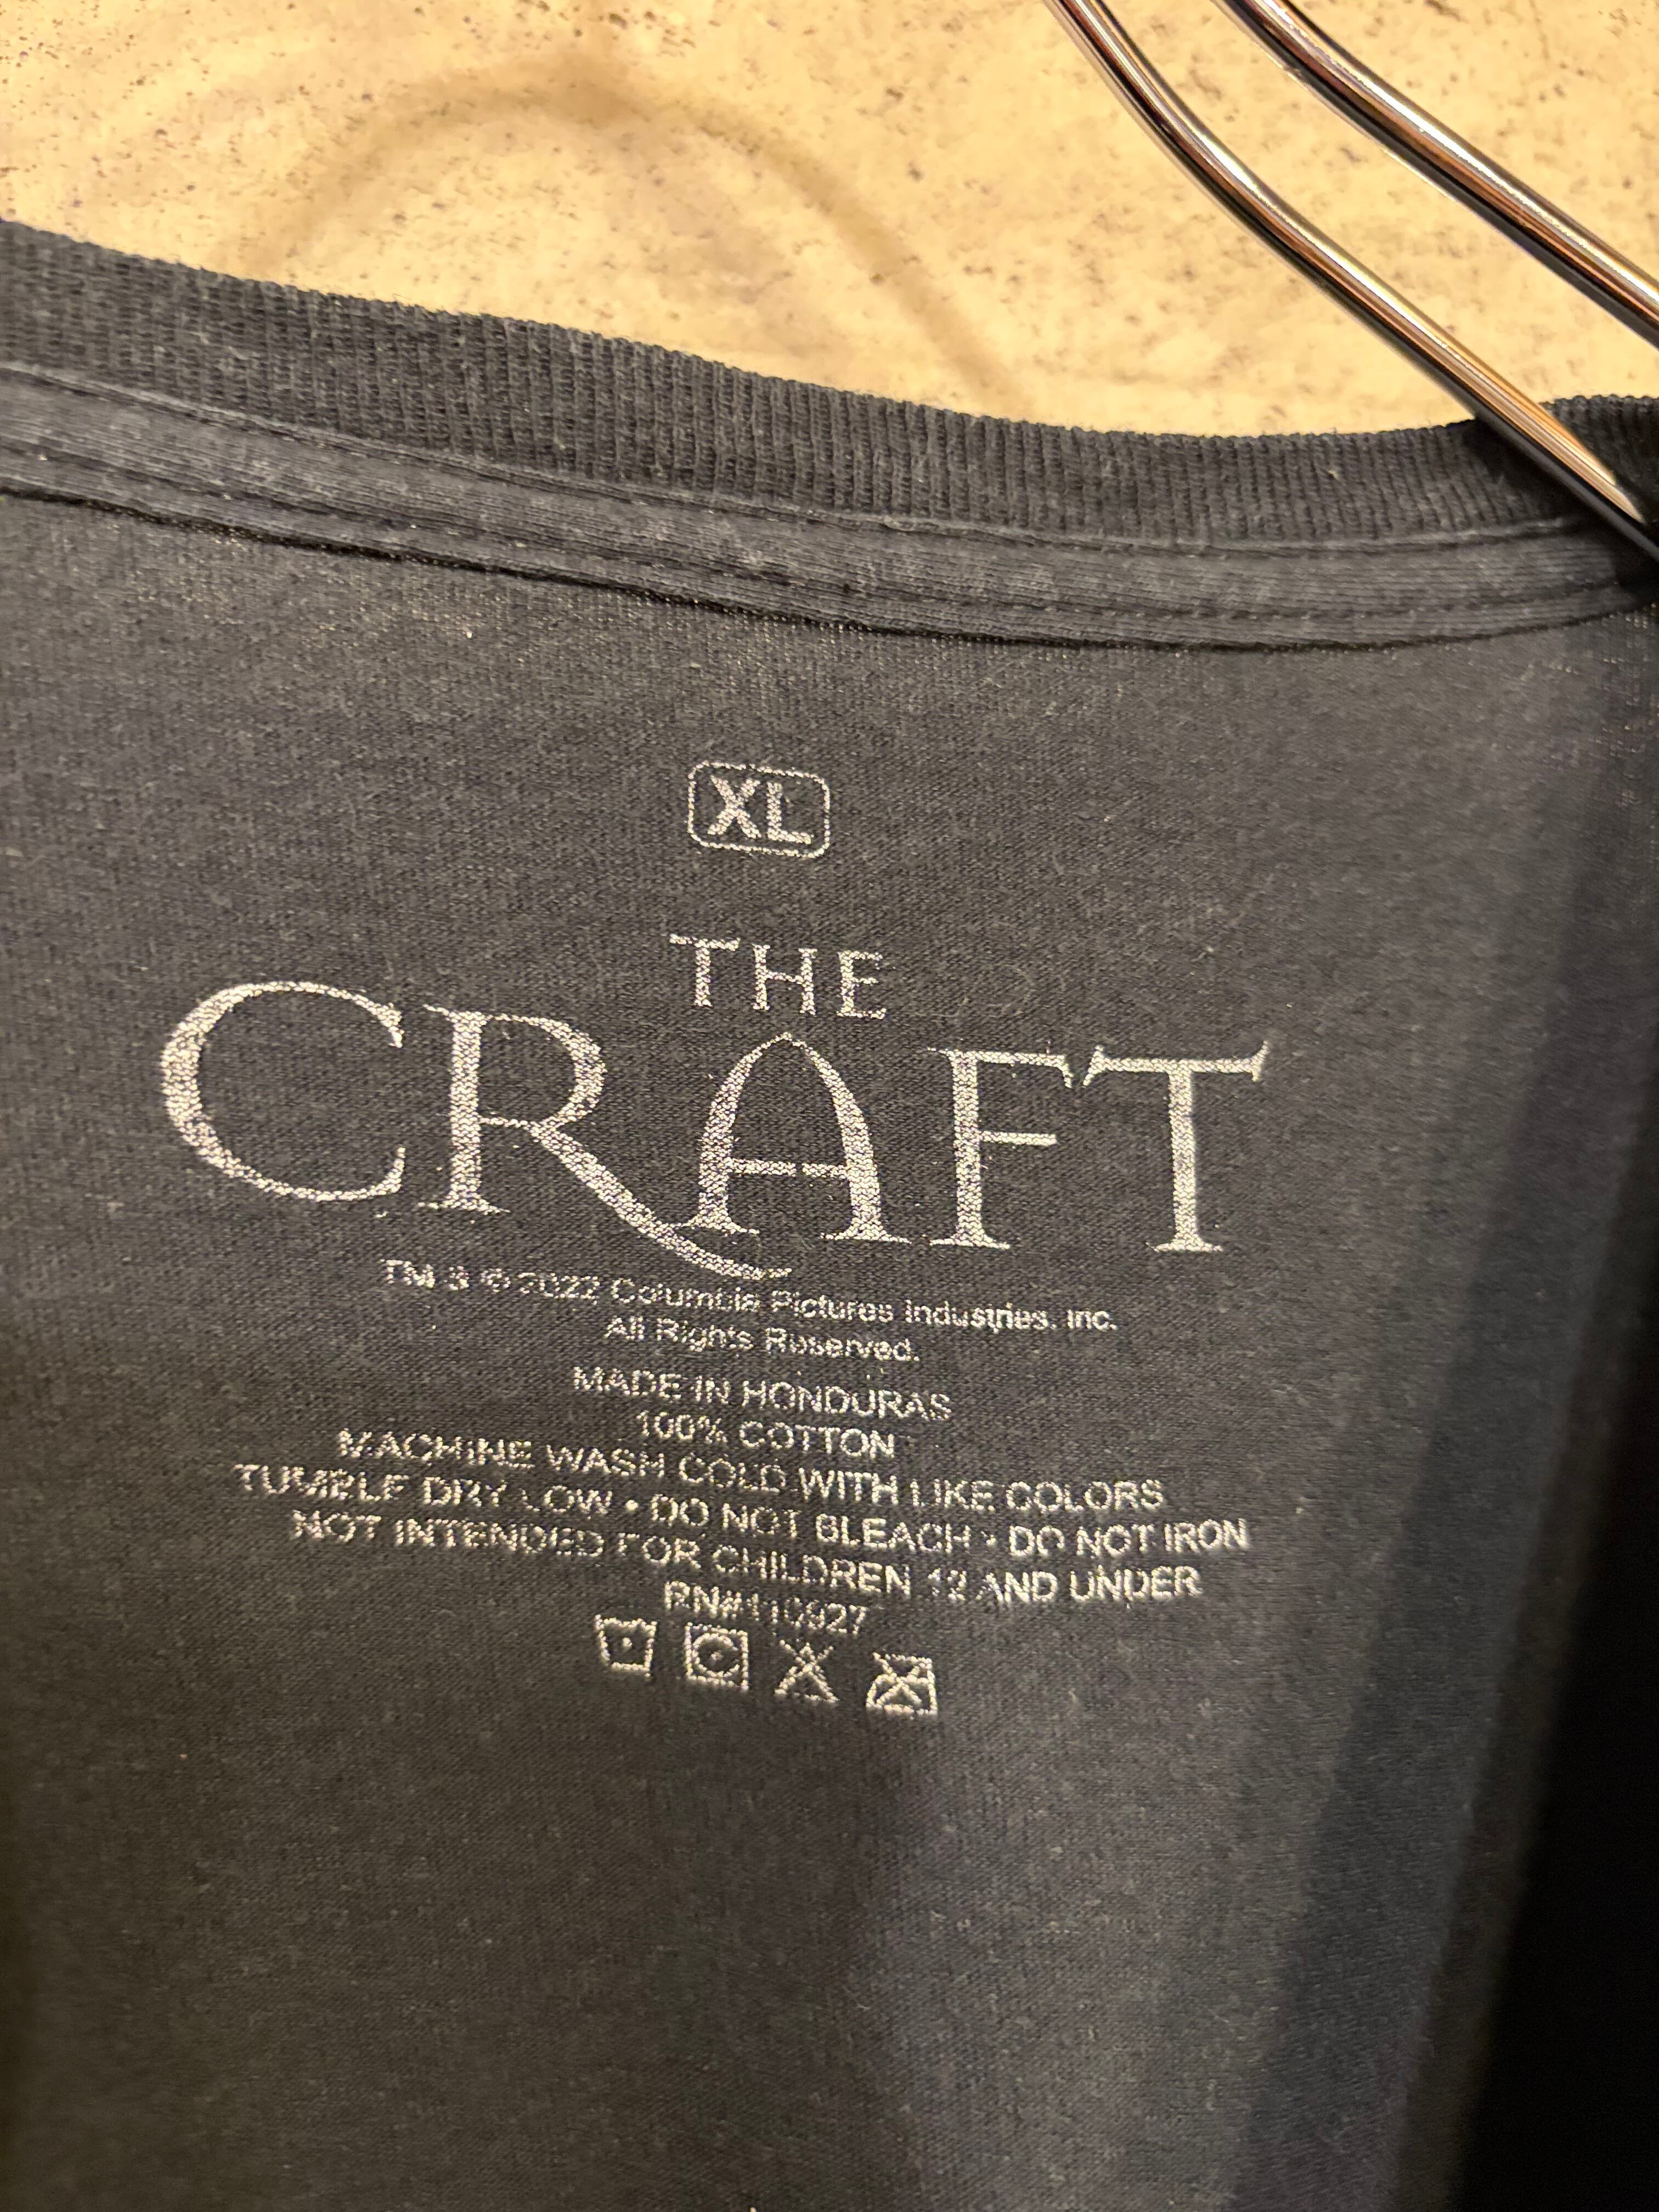 XL
THE
CRAFT
TM & © 2022 Columbia Pictures Industries, Inc.
All Rights Reserved.
MADE IN HONDURAS
100% COTTON
MACHINE WASH COLD WITH LIKE COLORS
TUMBLE DRY LOW • DO NOT BLEACH • DO NOT IRON
NOT INTENDED FOR CHILDREN 12 AND UNDER